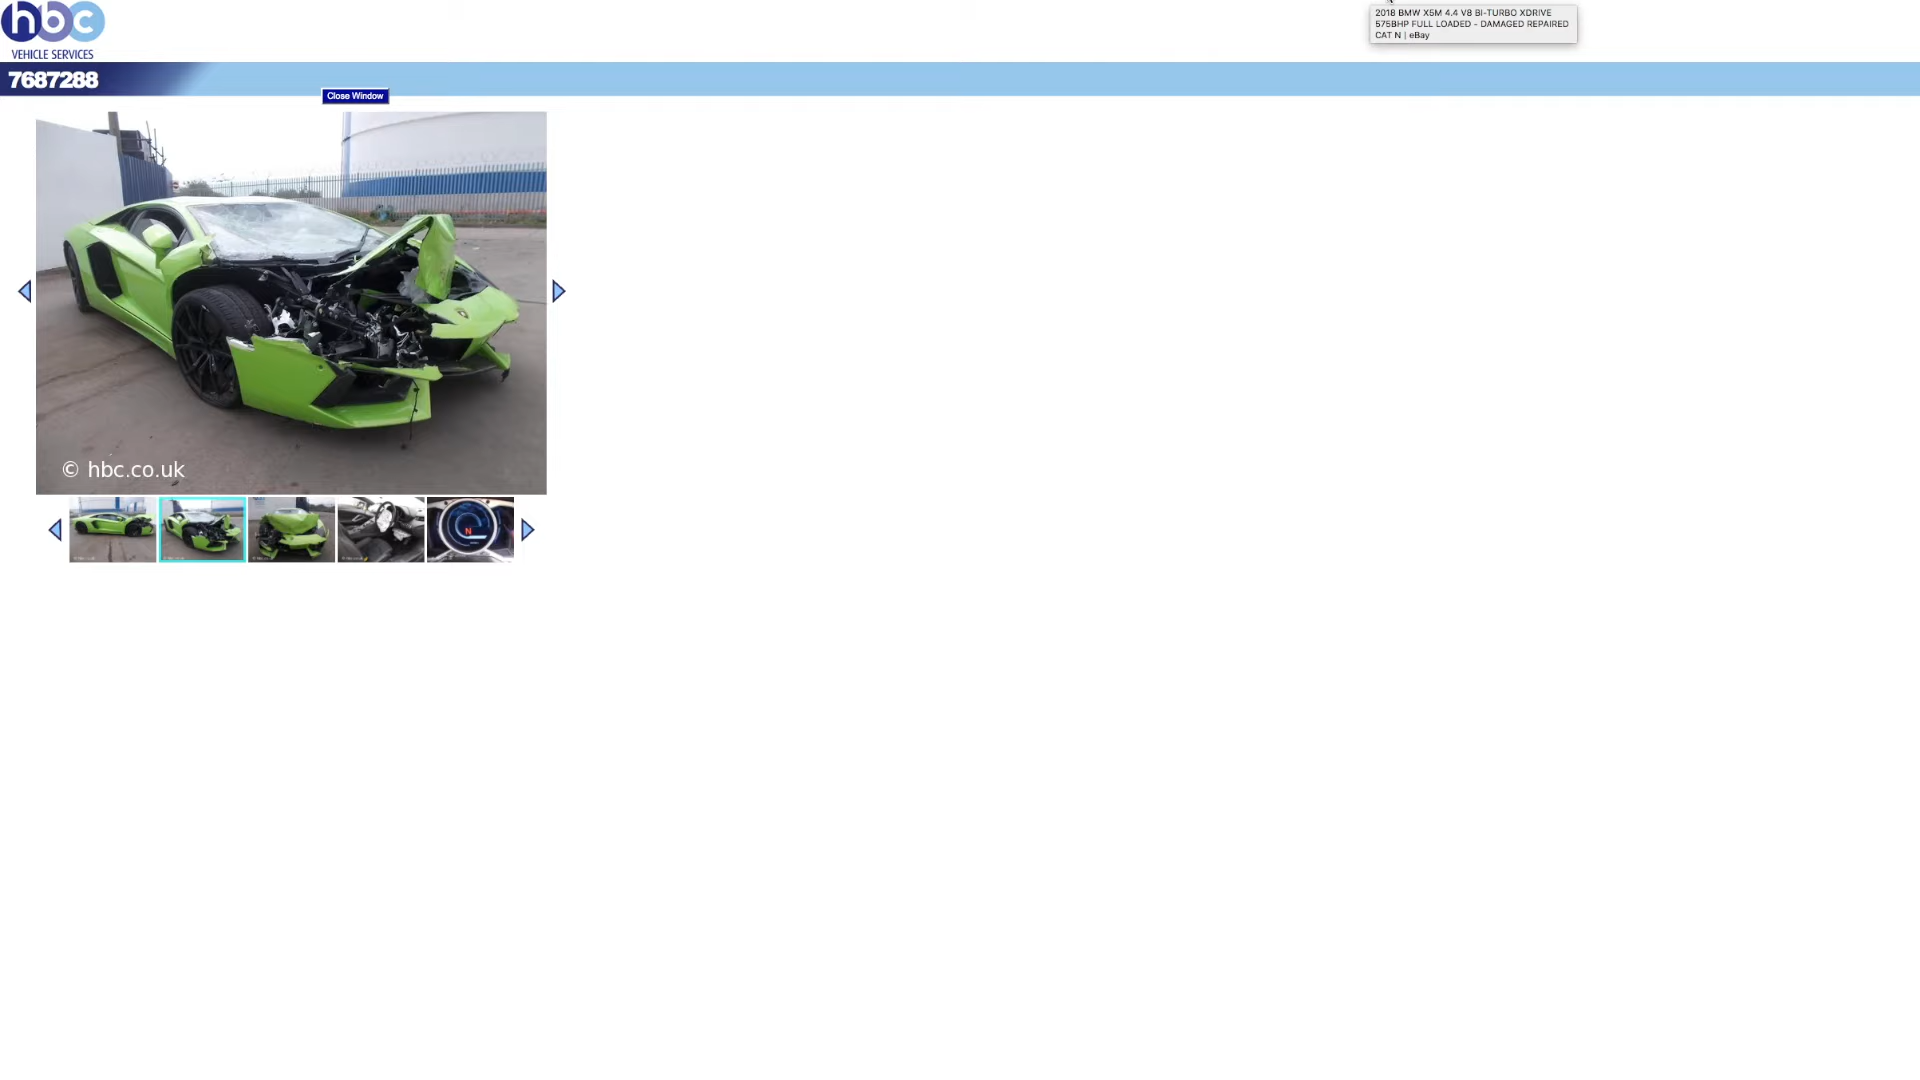 hbc
VEHICLE SERVICES
2018 BMW X5M 4.4 V8 BI-TURBO XDRIVE
575BHP FULL LOADED - DAMAGED REPAIRED
CAT N | eBay
7687288
Close Window
© hbc.co.uk
N